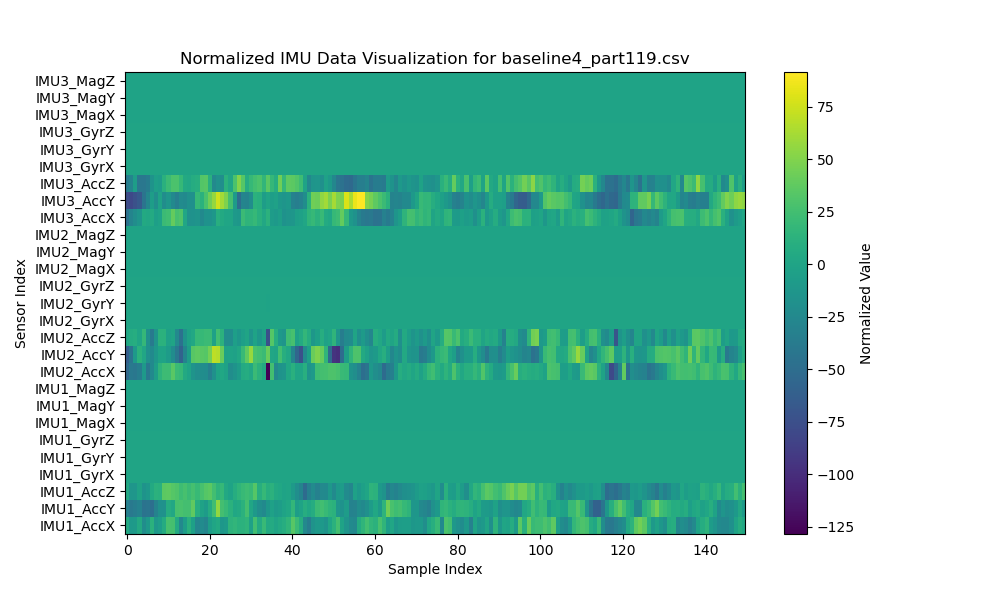 Normalized IMU Data Visualization for baseline4_part119.csv
IMU3_MagZ
IMU3_MagY
IMU3_MagX
IMU3_GyrZ
IMU3_GyrY
IMU3_GyrX
IMU3_AccZ
IMU3_AccY
IMU3_AccX
IMU2_MagZ
IMU2_MagY
IMU2_MagX
IMU2_GyrZ
IMU2_GyrY
IMU2_GyrX
IMU2_AccZ
IMU2_AccY
IMU2_AccX
IMU1_MagZ
IMU1_MagY
IMU1_MagX
IMU1_GyrZ
IMU1_GyrY
IMU1_GyrX
IMU1_AccZ
IMU1_AccY
IMU1_AccX
Sensor Index
0 20 40 60 80 100 120 140
Sample Index
75
50
25
0
−25
−50
−75
−100
−125
Normalized Value